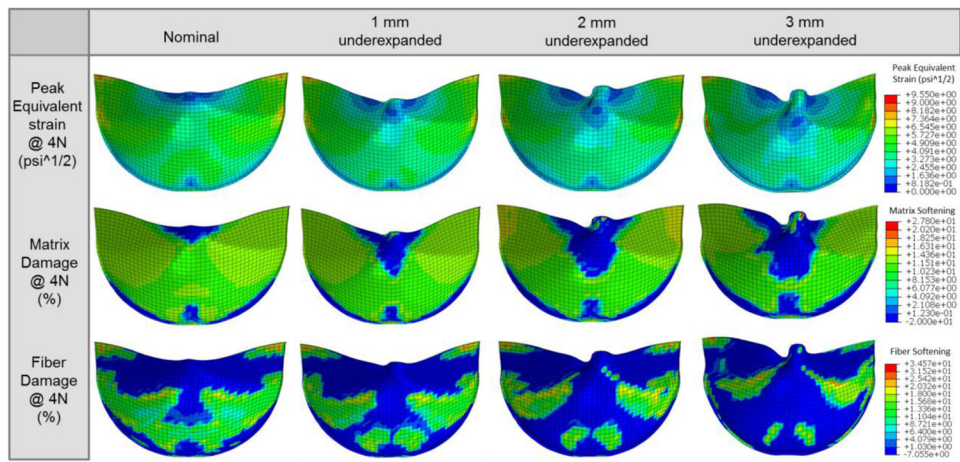 Nominal
1 mm
underexpanded
2 mm
underexpanded
3 mm
underexpanded
Peak
Equivalent
strain
@ 4N
(psi^1/2)
Peak Equivalent
Strain (psi^1/2)
+9.550e+00
+9.000e+00
+8.182e+00
+7.364e+00
+6.545e+00
+5.727e+00
+4.909e+00
+4.091e+00
+3.273e+00
+2.455e+00
+1.636e+00
+8.182e-01
+0.000e+00
Matrix
Damage
@ 4N
(%)
Matrix Softening
+2.780e+01
+2.020e+01
+1.825e+01
+1.631e+01
+1.436e+01
+1.151e+01
+1.023e+01
+8.153e+00
+6.077e+00
+4.092e+00
+2.108e+00
+1.230e-01
-2.000e+01
Fiber
Damage
@ 4N
(%)
Fiber Softening
+3.457e+01
+3.152e+01
+2.542e+01
+2.032e+01
+1.800e+01
+1.568e+01
+1.336e+01
+1.104e+01
+8.721e+00
+6.400e+00
+4.079e+00
+1.030e+00
-7.055e+00